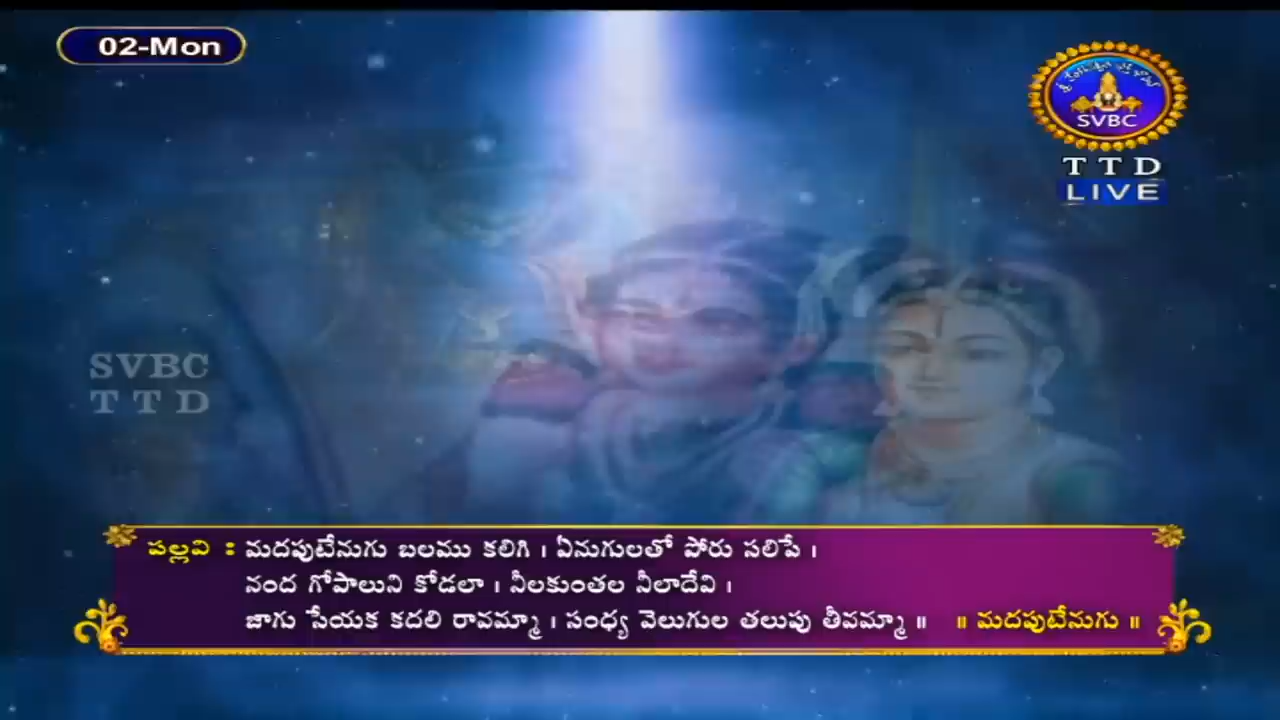 02-Mon
SVBC
TTD
LIVE
SVBC
TTD
పల్లవి : మదపుటేనుగు బలము కలిగి । ఏనుగులతో పోరు సలిపే ।
నంద గోపాలుని కోడలా । నీలకుంతల నీలాదేవి ।
జాగు సేయక కదలి రావమ్మా । సంధ్య వెలుగుల తలుపు తీవమ్మా ॥ ॥ మదపుటేనుగు ॥